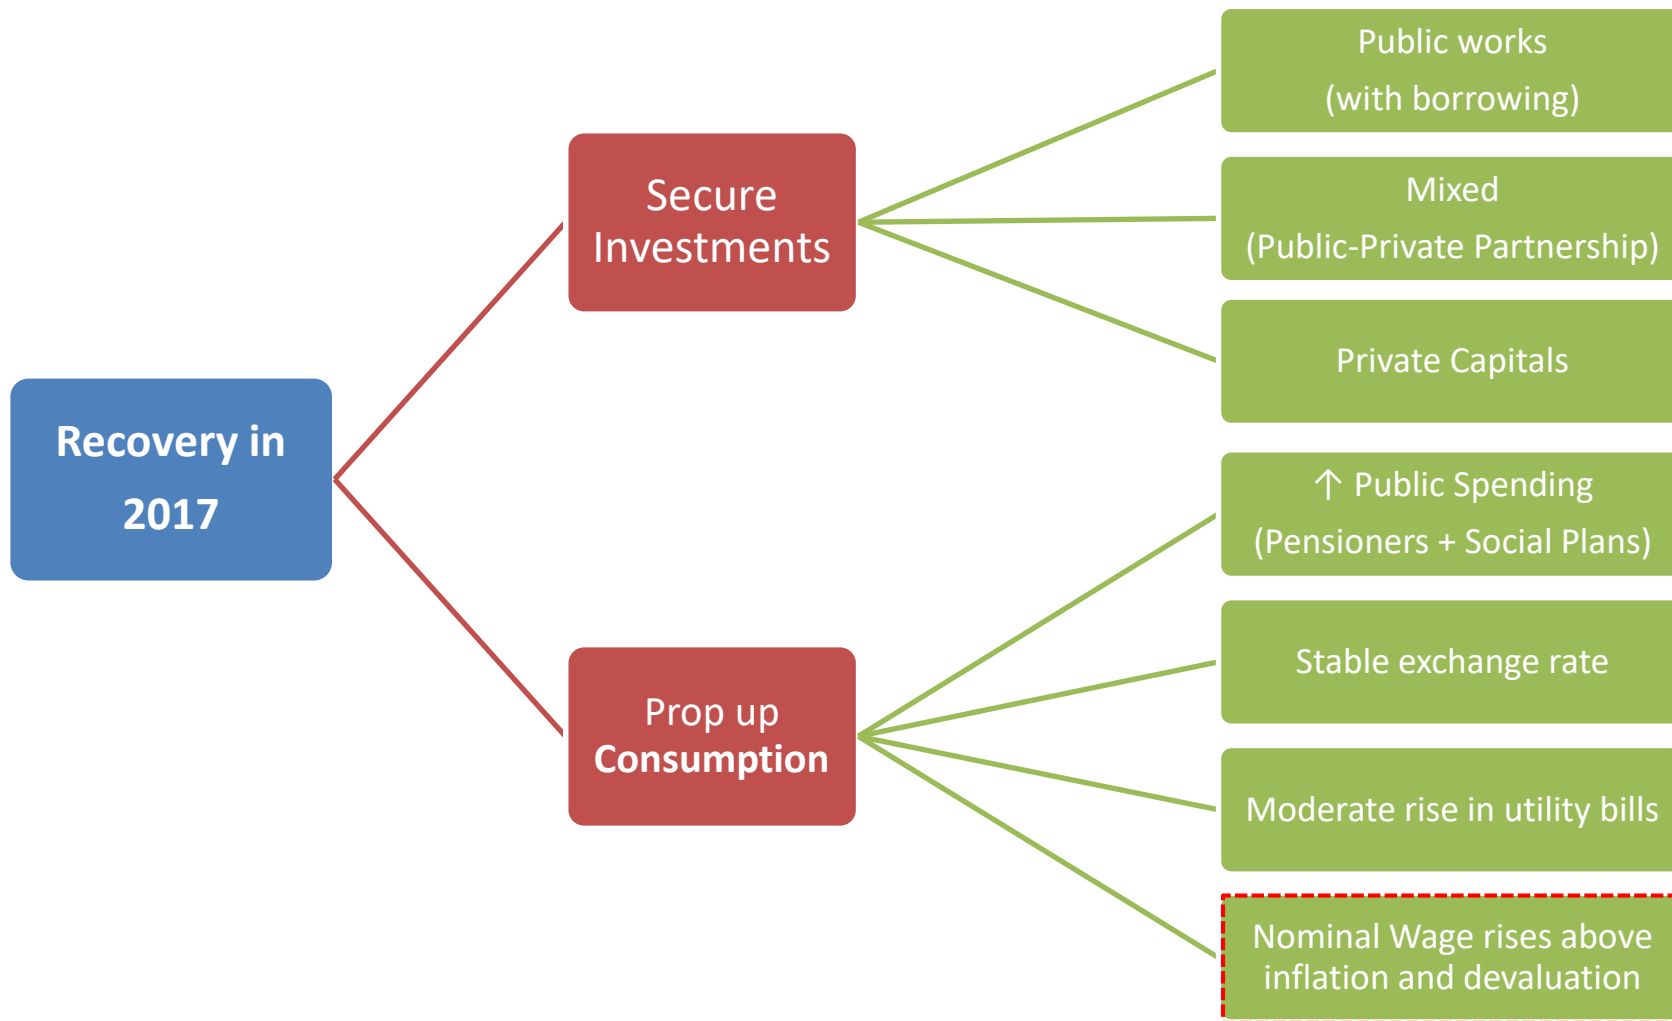 Recovery in
2017
Secure
Investments
Public works
(with borrowing)
Mixed
(Public-Private Partnership)
Private Capitals
Prop up
Consumption
↑ Public Spending
(Pensioners + Social Plans)
Stable exchange rate
Moderate rise in utility bills
Nominal Wage rises above
inflation and devaluation